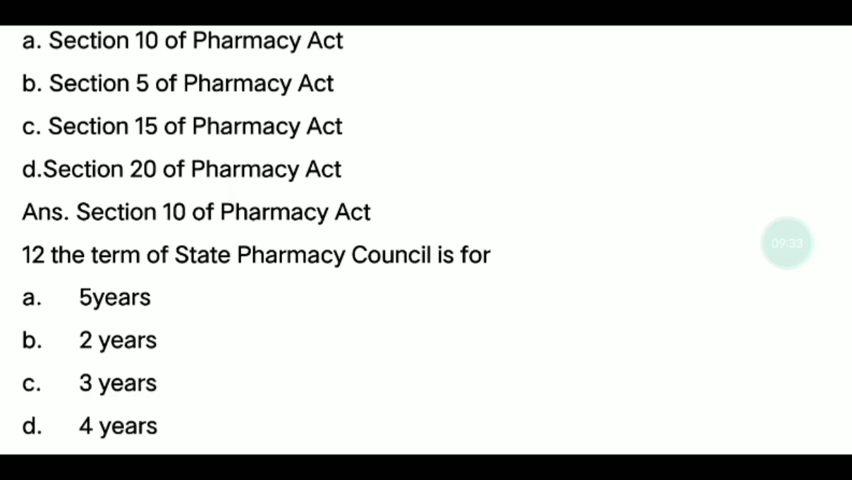 a. Section 10 of Pharmacy Act
b. Section 5 of Pharmacy Act
c. Section 15 of Pharmacy Act
d.Section 20 of Pharmacy Act
Ans. Section 10 of Pharmacy Act
09:33
12 the term of State Pharmacy Council is for
a. 5years
b. 2 years
c. 3 years
d. 4 years